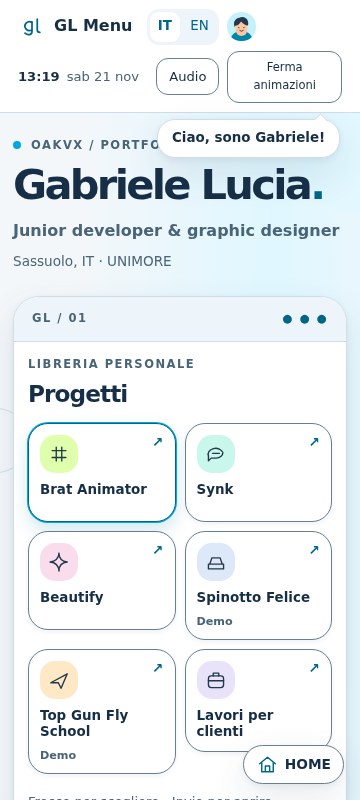 gl GL Menu IT EN
13:19 sab 21 nov Audio Ferma animazioni
Ciao, sono Gabriele!
OAKVX /
Gabriele Lucia.
Junior developer & graphic designer
Sassuolo, IT · UNIMORE
GL / 01
LIBRERIA PERSONALE
Progetti
↗ ↗
Brat Animator Synk
↗ ↗
Beautify Spinotto Felice
Demo
↗ ↗
Top Gun Fly School
Demo
Lavori per clienti
HOME